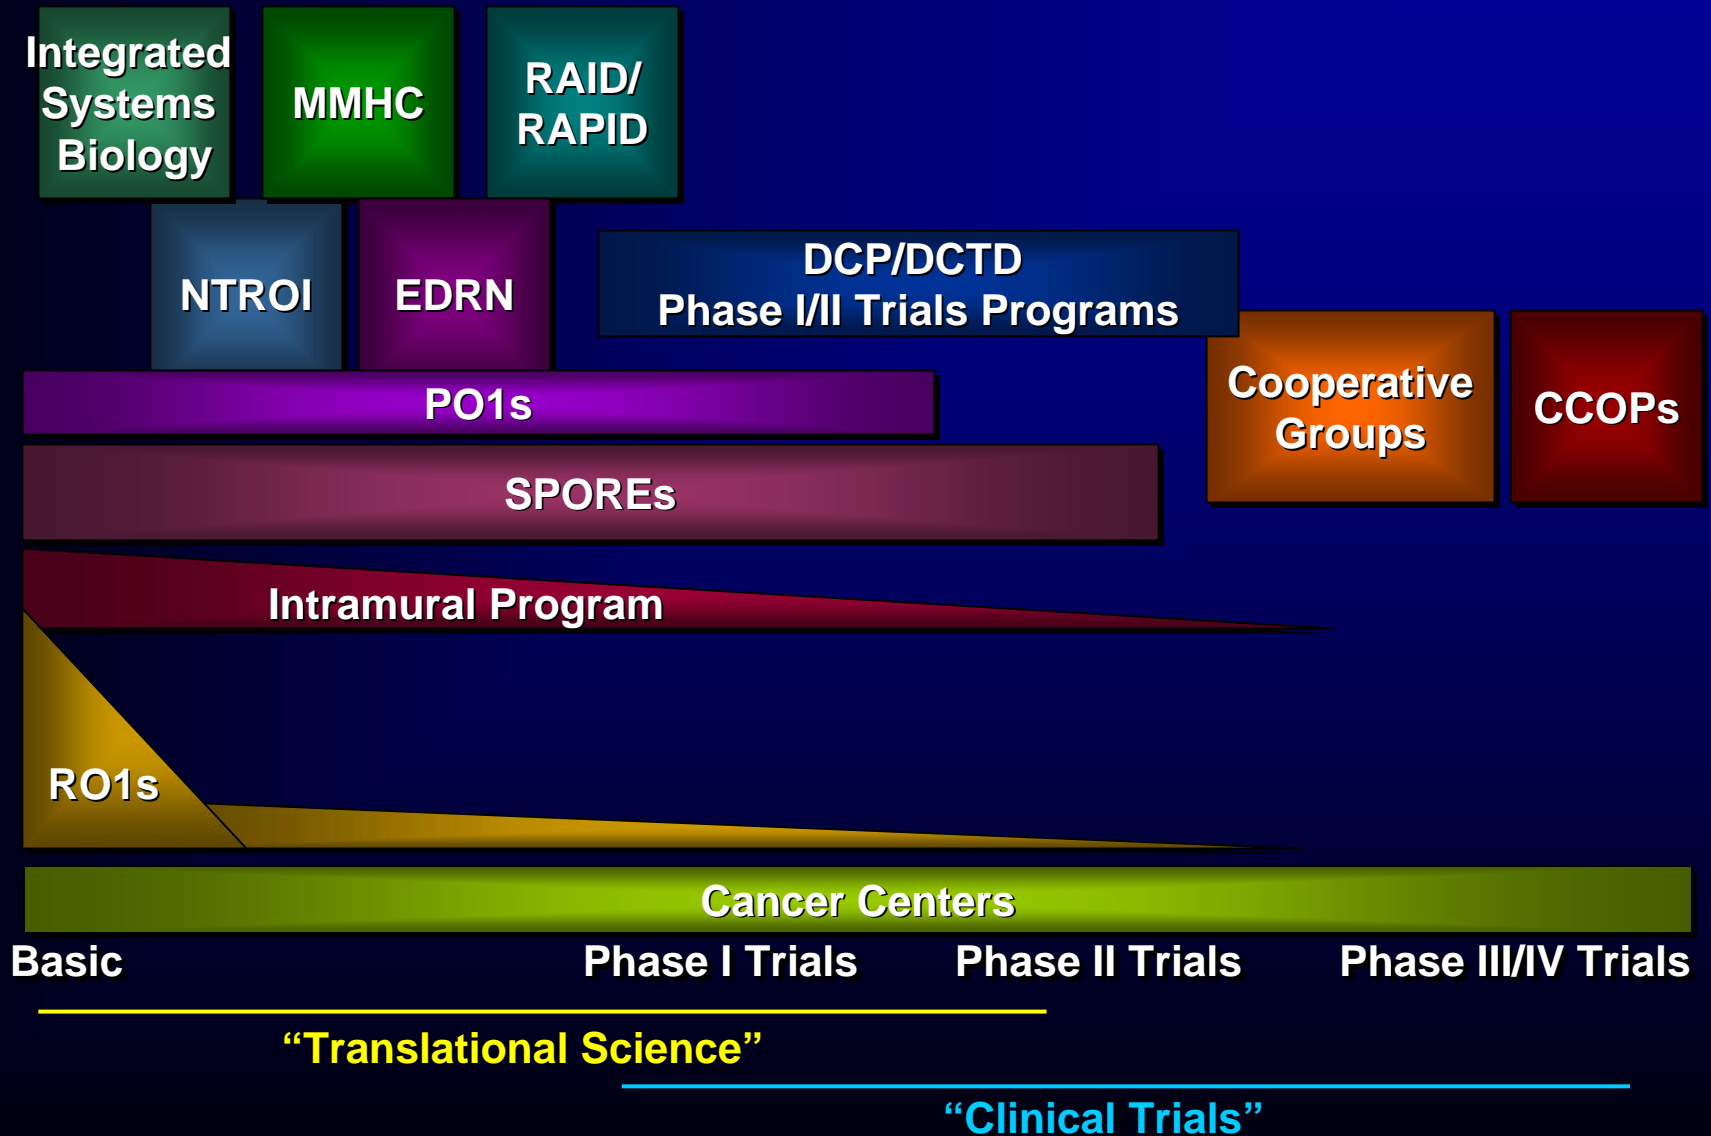 Integrated
Systems
Biology
MMHC
RAID/
RAPID
NTROI
EDRN
DCP/DCTD
Phase I/II Trials Programs
Cooperative
Groups
CCOPs
PO1s
SPOREs
Intramural Program
RO1s
Cancer Centers
Basic
Phase I Trials
Phase II Trials
Phase III/IV Trials
“Translational Science”
“Clinical Trials”